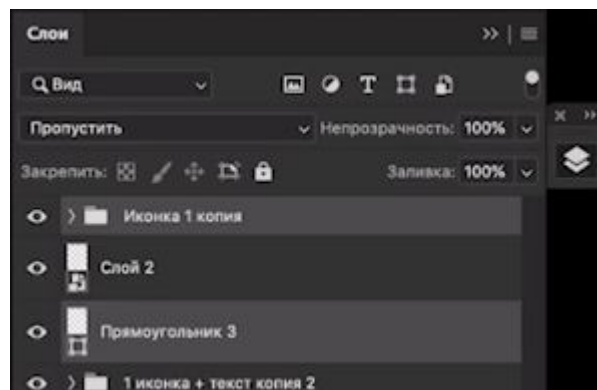 Слои
Вид
Пропустить Непрозрачность: 100%
Закрепить: Заливка: 100%
Иконка 1 копия
Слой 2
Прямоугольник 3
1 иконка + текст копия 2